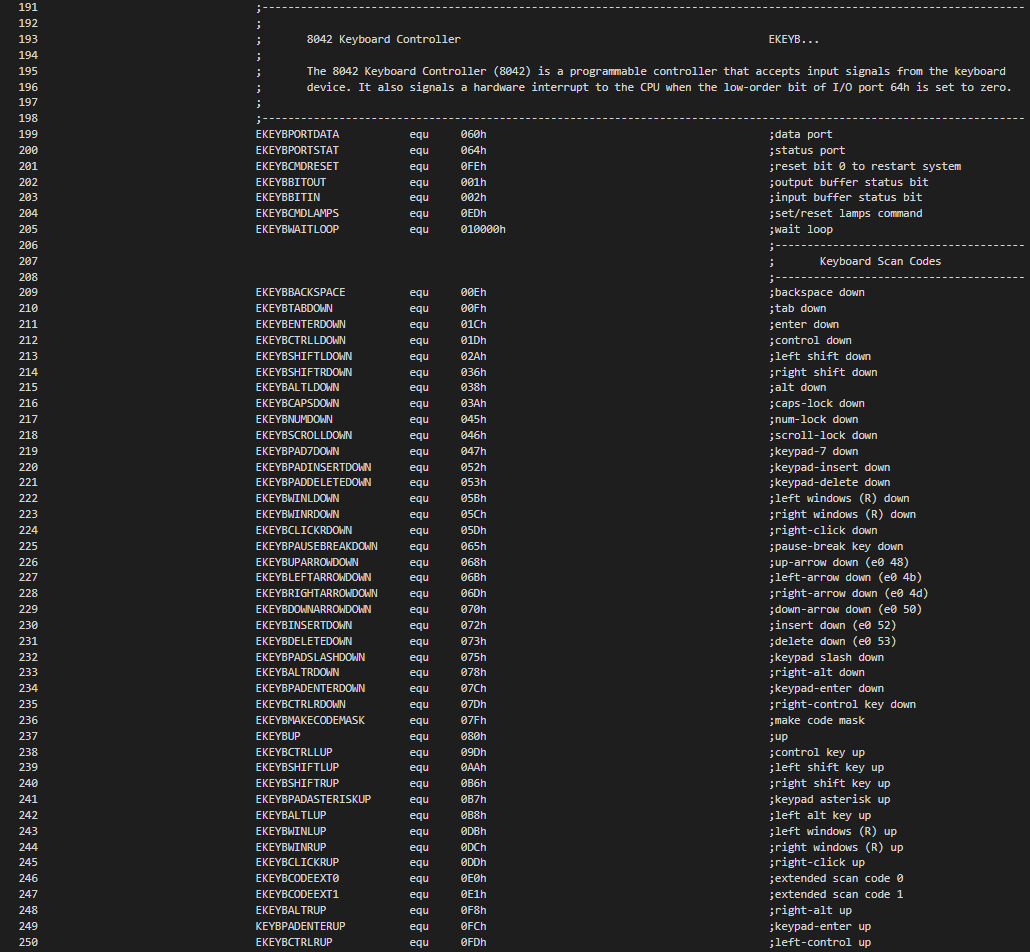 191 ;-----------------------------------------------------------------------------------------------------------------------
192 ;
193 ; 8042 Keyboard Controller EKEYB...
194 ;
195 ; The 8042 Keyboard Controller (8042) is a programmable controller that accepts input signals from the keyboard
196 ; device. It also signals a hardware interrupt to the CPU when the low-order bit of I/O port 64h is set to zero.
197 ;
198 ;-----------------------------------------------------------------------------------------------------------------------
199 EKEYBPORTDATA equ 060h ;data port
200 EKEYBPORTSTAT equ 064h ;status port
201 EKEYBCMDRESET equ 0FEh ;reset bit 0 to restart system
202 EKEYBBITOUT equ 001h ;output buffer status bit
203 EKEYBBITIN equ 002h ;input buffer status bit
204 EKEYBCMDLAMPS equ 0EDh ;set/reset lamps command
205 EKEYBWAITLOOP equ 010000h ;wait loop
206 ;---------------------------------------
207 ; Keyboard Scan Codes
208 ;---------------------------------------
209 EKEYBBACKSPACE equ 00Eh ;backspace down
210 EKEYBTABDOWN equ 00Fh ;tab down
211 EKEYBENTERDOWN equ 01Ch ;enter down
212 EKEYBCTRLLDOWN equ 01Dh ;control down
213 EKEYBSHIFTLDOWN equ 02Ah ;left shift down
214 EKEYBSHIFTRDOWN equ 036h ;right shift down
215 EKEYBALTLDOWN equ 038h ;alt down
216 EKEYBCAPSDOWN equ 03Ah ;caps-lock down
217 EKEYBNUMDOWN equ 045h ;num-lock down
218 EKEYBSCROLLDOWN equ 046h ;scroll-lock down
219 EKEYBPAD7DOWN equ 047h ;keypad-7 down
220 EKEYBPADINSERTDOWN equ 052h ;keypad-insert down
221 EKEYBPADDELETEDOWN equ 053h ;keypad-delete down
222 EKEYBWINLDOWN equ 05Bh ;left windows (R) down
223 EKEYBWINRDOWN equ 05Ch ;right windows (R) down
224 EKEYBCLICKRDOWN equ 05Dh ;right-click down
225 EKEYBPAUSEBREAKDOWN equ 065h ;pause-break key down
226 EKEYBUPARROWDOWN equ 068h ;up-arrow down (e0 48)
227 EKEYBLEFTARROWDOWN equ 06Bh ;left-arrow down (e0 4b)
228 EKEYBRIGHTARROWDOWN equ 06Dh ;right-arrow down (e0 4d)
229 EKEYBDOWNARROWDOWN equ 070h ;down-arrow down (e0 50)
230 EKEYBINSERTDOWN equ 072h ;insert down (e0 52)
231 EKEYBDELETEDOWN equ 073h ;delete down (e0 53)
232 EKEYBPADSLASHDOWN equ 075h ;keypad slash down
233 EKEYBALTRDOWN equ 078h ;right-alt down
234 EKEYBPADENTERDOWN equ 07Ch ;keypad-enter down
235 EKEYBCTRLRDOWN equ 07Dh ;right-control key down
236 EKEYBMAKECODEMASK equ 07Fh ;make code mask
237 EKEYBUP equ 080h ;up
238 EKEYBCTRLLUP equ 09Dh ;control key up
239 EKEYBSHIFTLUP equ 0AAh ;left shift key up
240 EKEYBSHIFTRUP equ 0B6h ;right shift key up
241 EKEYBPADASTERISKUP equ 0B7h ;keypad asterisk up
242 EKEYBALTLUP equ 0B8h ;left alt key up
243 EKEYBWINLUP equ 0DBh ;left windows (R) up
244 EKEYBWINRUP equ 0DCh ;right windows (R) up
245 EKEYBCLICKRUP equ 0DDh ;right-click up
246 EKEYBCODEEXT0 equ 0E0h ;extended scan code 0
247 EKEYBCODEEXT1 equ 0E1h ;extended scan code 1
248 EKEYBALTRUP equ 0F8h ;right-alt up
249 KEYBPADENTERUP equ 0FCh ;keypad-enter up
250 EKEYBCTRLRUP equ 0FDh ;left-control up